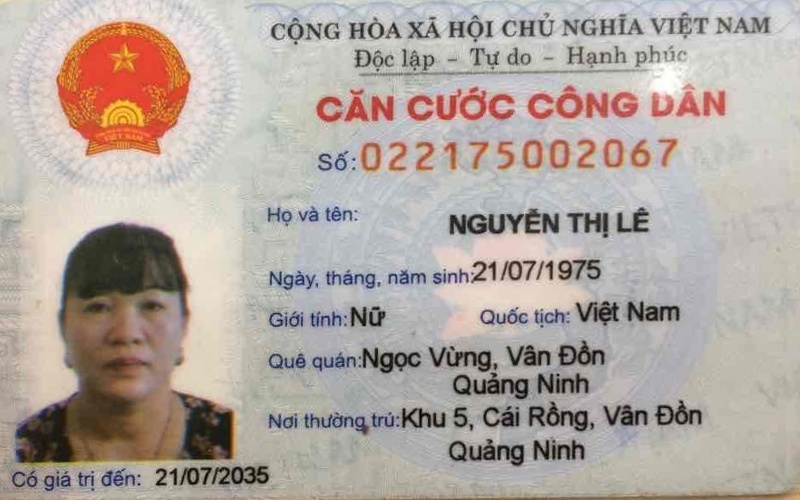 CỘNG HÒA XÃ HỘI CHỦ NGHĨA VIỆT NAM
Độc lập - Tự do - Hạnh phúc
CĂN CƯỚC CÔNG DÂN
Số: 022175002067
Họ và tên: NGUYỄN THỊ LÊ
Ngày, tháng, năm sinh: 21/07/1975
Giới tính: Nữ Quốc tịch: Việt Nam
Quê quán: Ngọc Vừng, Vân Đồn
Quảng Ninh
Nơi thường trú: Khu 5, Cái Rồng, Vân Đồn
Quảng Ninh
Có giá trị đến: 21/07/2035